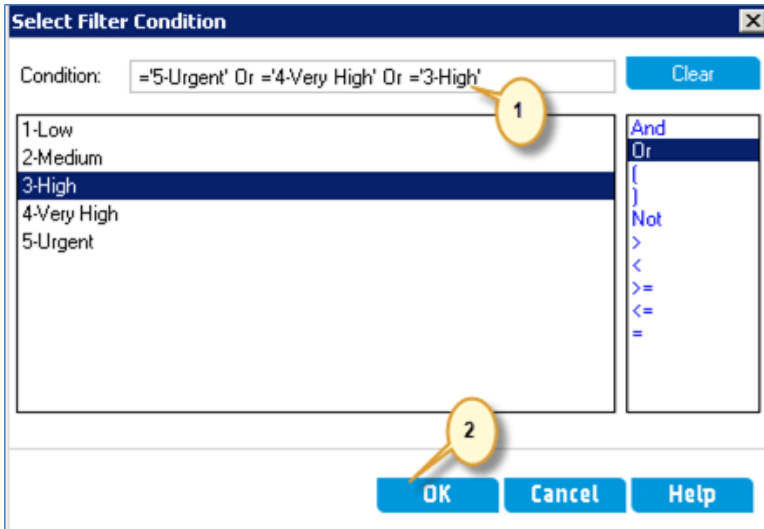 Select Filter Condition
Condition: ='5-Urgent' Or ='4-Very High' Or ='3-High' Clear
1
1-Low
2-Medium
3-High
4-Very High
5-Urgent
And
Or
(
)
Not
>
<
>=
<=
=
2
OK Cancel Help